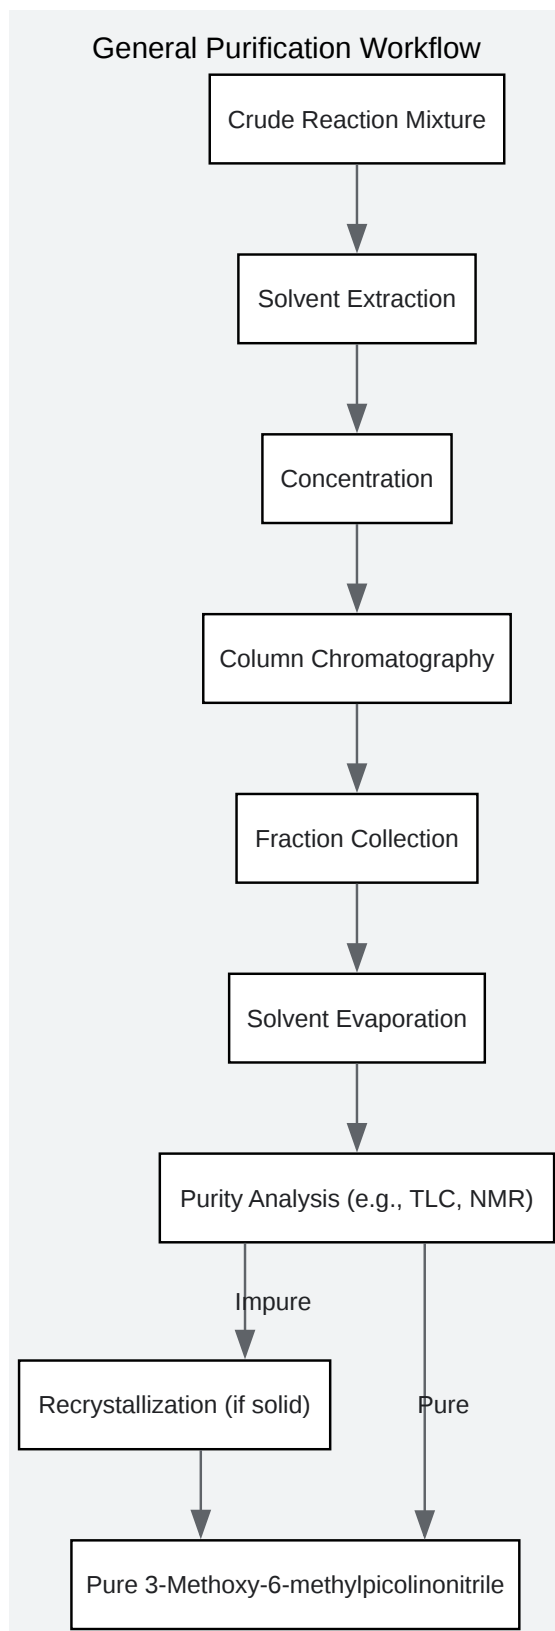 General Purification Workflow
Crude Reaction Mixture
Solvent Extraction
Concentration
Column Chromatography
Fraction Collection
Solvent Evaporation
Purity Analysis (e.g., TLC, NMR)
Impure
Recrystallization (if solid)
Pure
Pure 3-Methoxy-6-methylpicolinonitrile